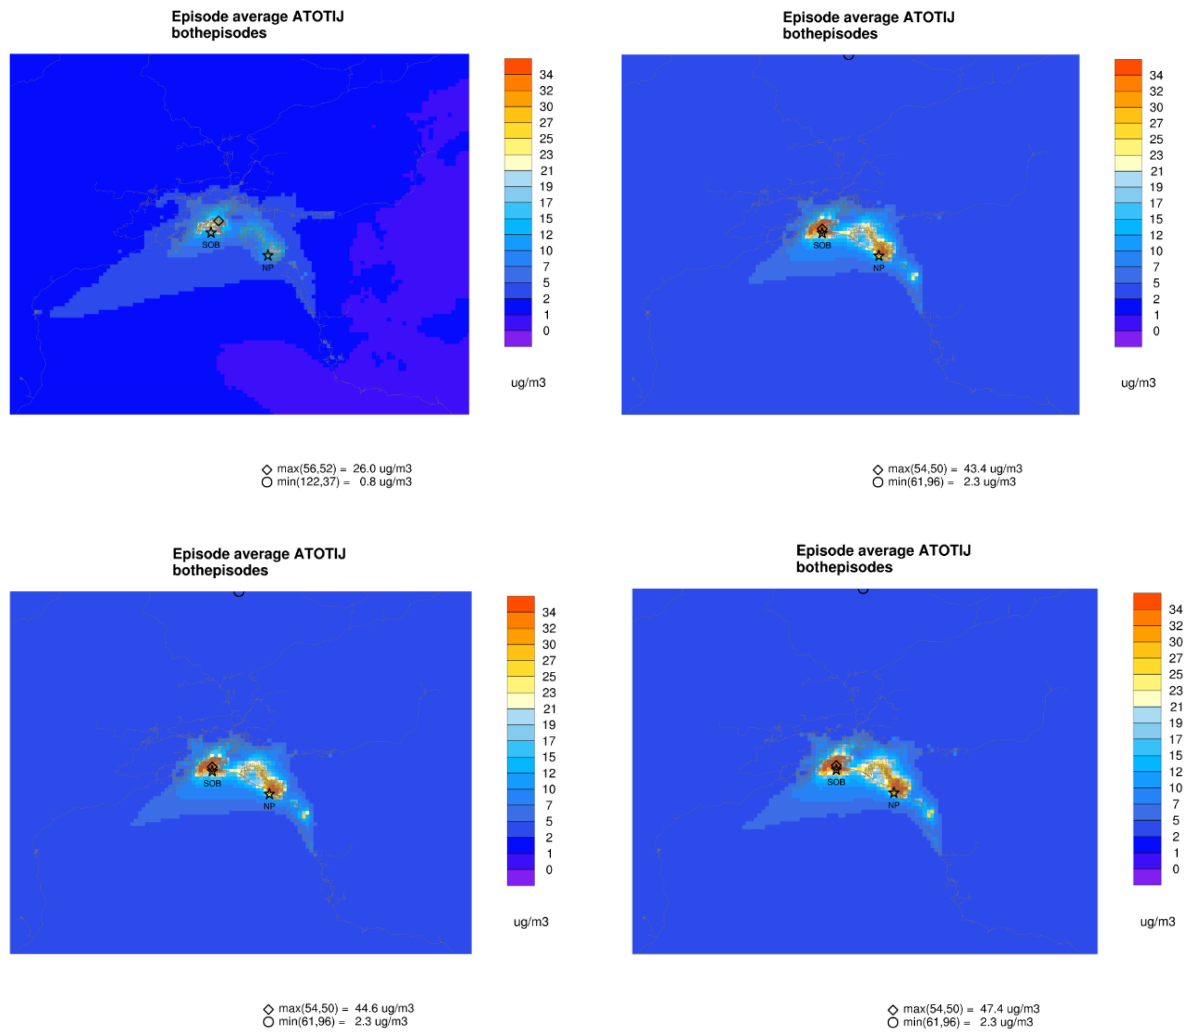 Episode average ATOTIJ
bothepisodes
34
32
30
27
25
23
21
19
17
15
12
10
7
5
2
1
0
SOB
NP
ug/m3
max(56,52) = 26.0 ug/m3
min(122,37) = 0.8 ug/m3
Episode average ATOTIJ
bothepisodes
34
32
30
27
25
23
21
19
17
15
12
10
7
5
2
1
0
SOB
NP
ug/m3
max(54,50) = 43.4 ug/m3
min(61,96) = 2.3 ug/m3
Episode average ATOTIJ
bothepisodes
34
32
30
27
25
23
21
19
17
15
12
10
7
5
2
1
0
SOB
NP
ug/m3
max(54,50) = 44.6 ug/m3
min(61,96) = 2.3 ug/m3
Episode average ATOTIJ
bothepisodes
34
32
30
27
25
23
21
19
17
15
12
10
7
5
2
1
0
SOB
NP
ug/m3
max(54,50) = 47.4 ug/m3
min(61,96) = 2.3 ug/m3